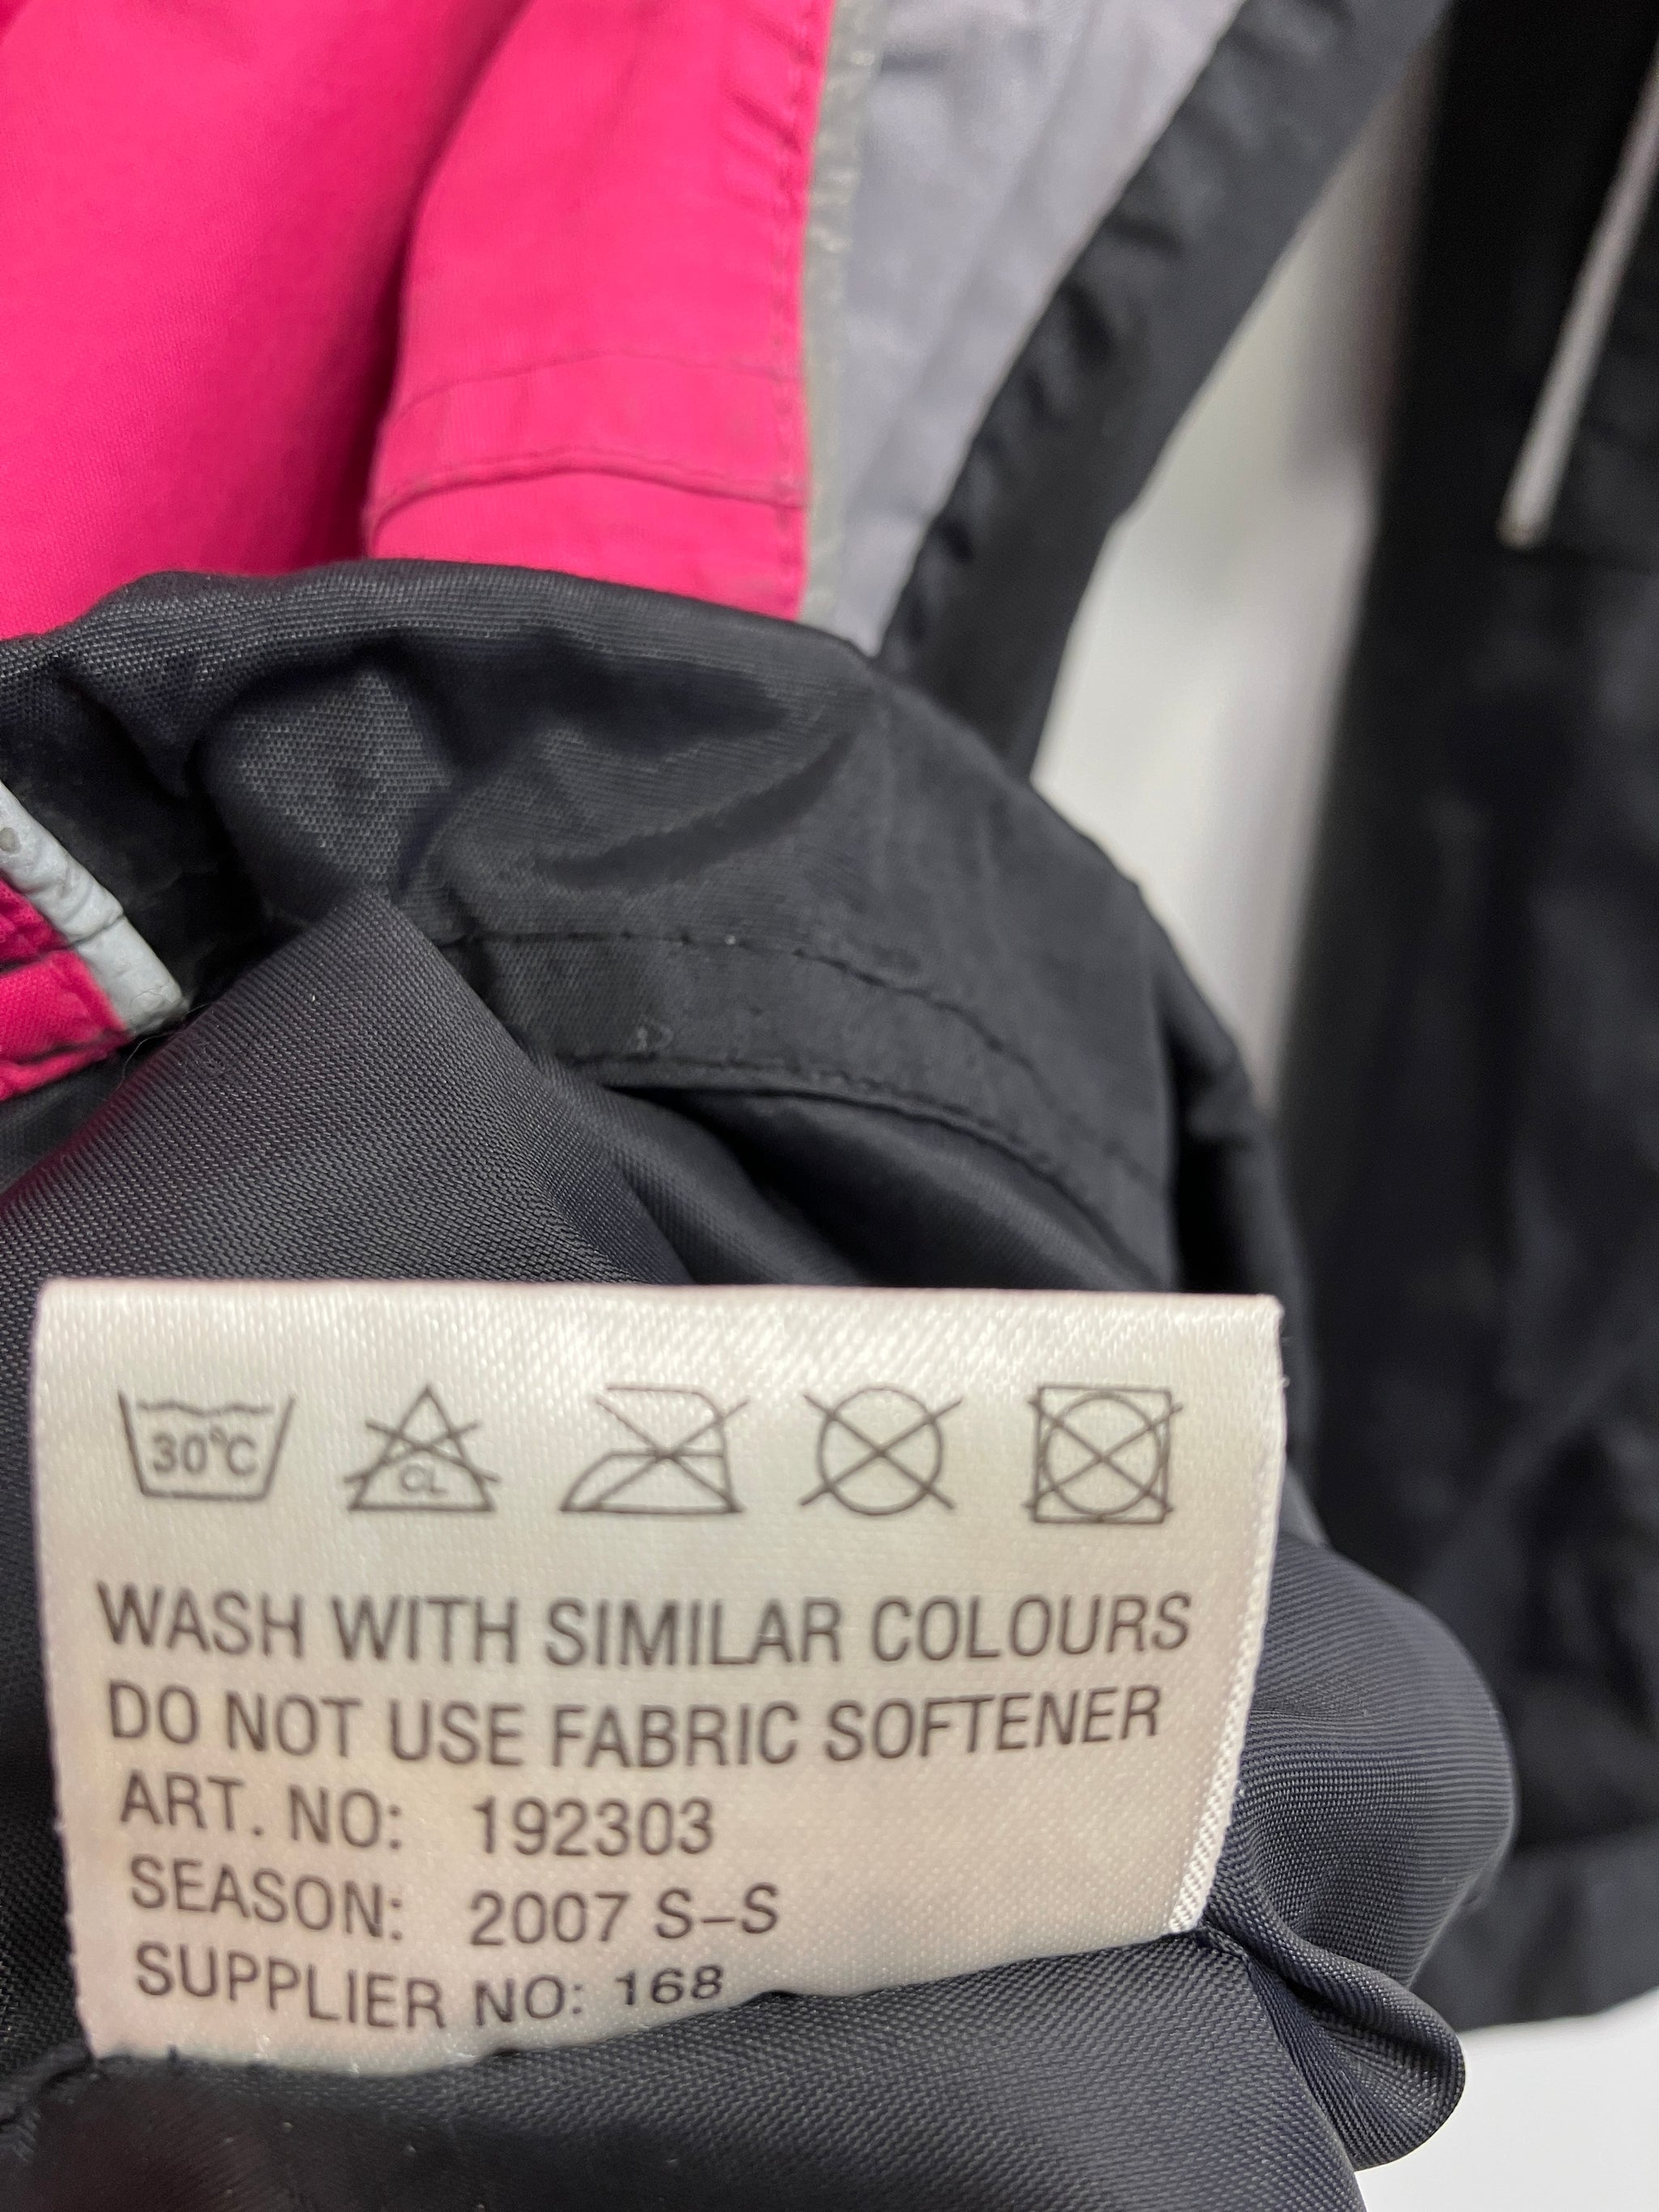 30°C CL
WASH WITH SIMILAR COLOURS
DO NOT USE FABRIC SOFTENER
ART. NO: 192303
SEASON: 2007 S-S
SUPPLIER NO: 168